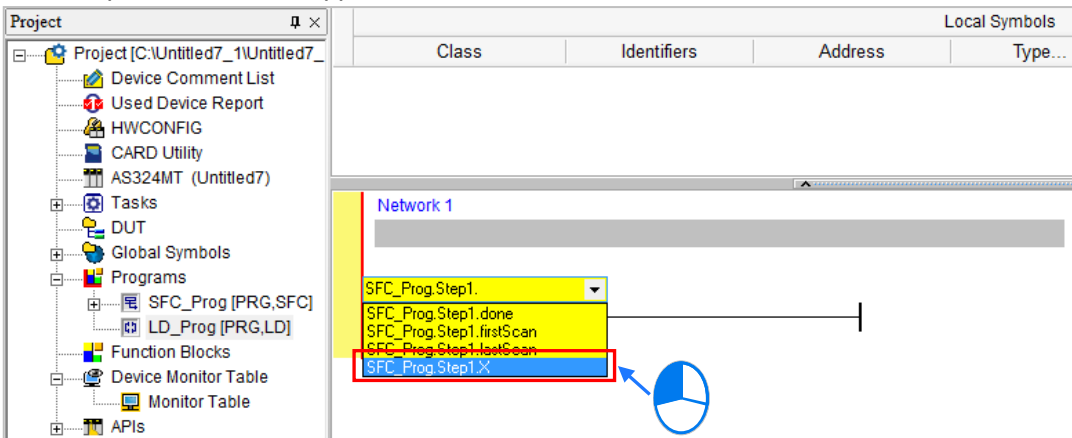 Project
Project [C:\Untitled7_1\Untitled7_
Device Comment List
Used Device Report
HWCONFIG
CARD Utility
AS324MT (Untitled7)
Tasks
DUT
Global Symbols
Programs
SFC_Prog [PRG,SFC]
LD_Prog [PRG,LD]
Function Blocks
Device Monitor Table
Monitor Table
APIs
Local Symbols
Class Identifiers Address Type...
Network 1
SFC_Prog.Step1.
SFC_Prog.Step1.done
SFC_Prog.Step1.firstScan
SFC_Prog.Step1.lastScan
SFC_Prog.Step1.X